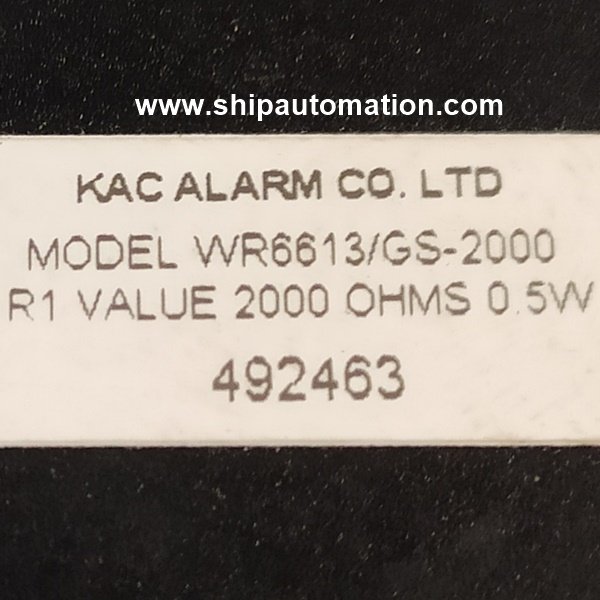 www.shipautomation.com
KAC ALARM CO. LTD
MODEL WR6613/GS-2000
R1 VALUE 2000 OHMS 0.5W
492463